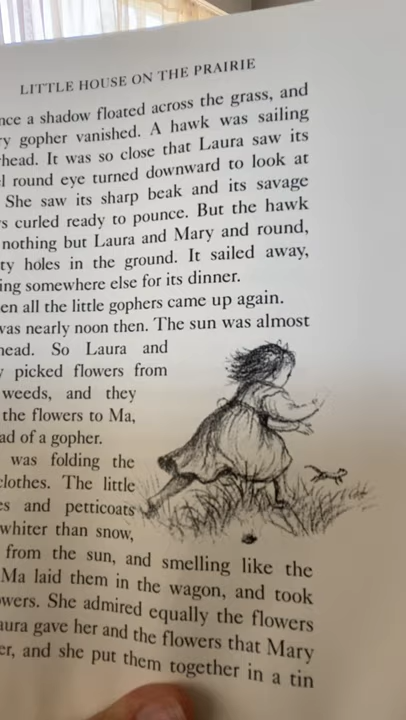 LITTLE HOUSE ON THE PRAIRIE
nce a shadow floated across the grass, and
ry gopher vanished. A hawk was sailing
head. It was so close that Laura saw its
l round eye turned downward to look at
She saw its sharp beak and its savage
s curled ready to pounce. But the hawk
nothing but Laura and Mary and round,
ty holes in the ground. It sailed away,
ing somewhere else for its dinner.
en all the little gophers came up again.
was nearly noon then. The sun was almost
head. So Laura and
y picked flowers from
weeds, and they
the flowers to Ma,
ad of a gopher.
was folding the
clothes. The little
es and petticoats
whiter than snow,
from the sun, and smelling like the
Ma laid them in the wagon, and took
wers. She admired equally the flowers
aura gave her and the flowers that Mary
er, and she put them together in a tin